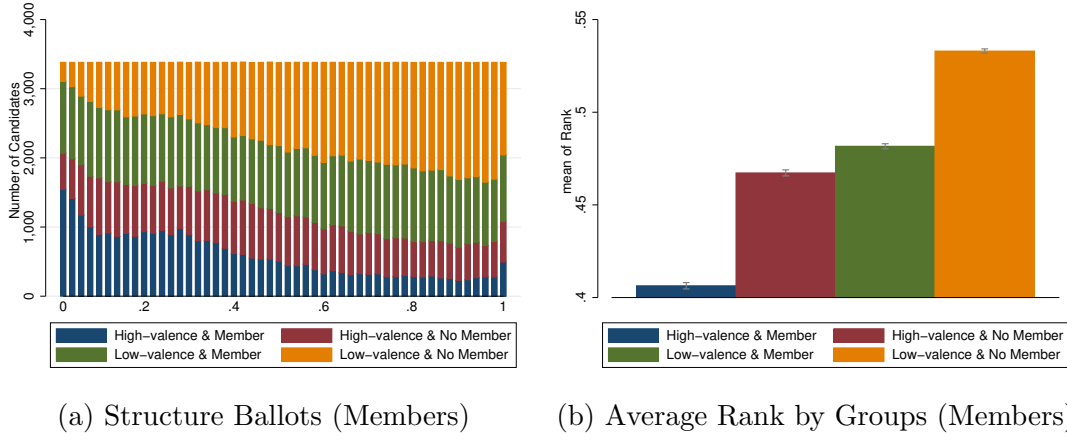 4,000
3,000
2,000
1,000
0
Number of Candidates
0 .2 .4 .6 .8 1
High−valence & Member High−valence & No Member
Low−valence & Member Low−valence & No Member
(a) Structure Ballots (Members)
.55
.5
.45
.4
mean of Rank
High−valence & Member High−valence & No Member
Low−valence & Member Low−valence & No Member
(b) Average Rank by Groups (Members)